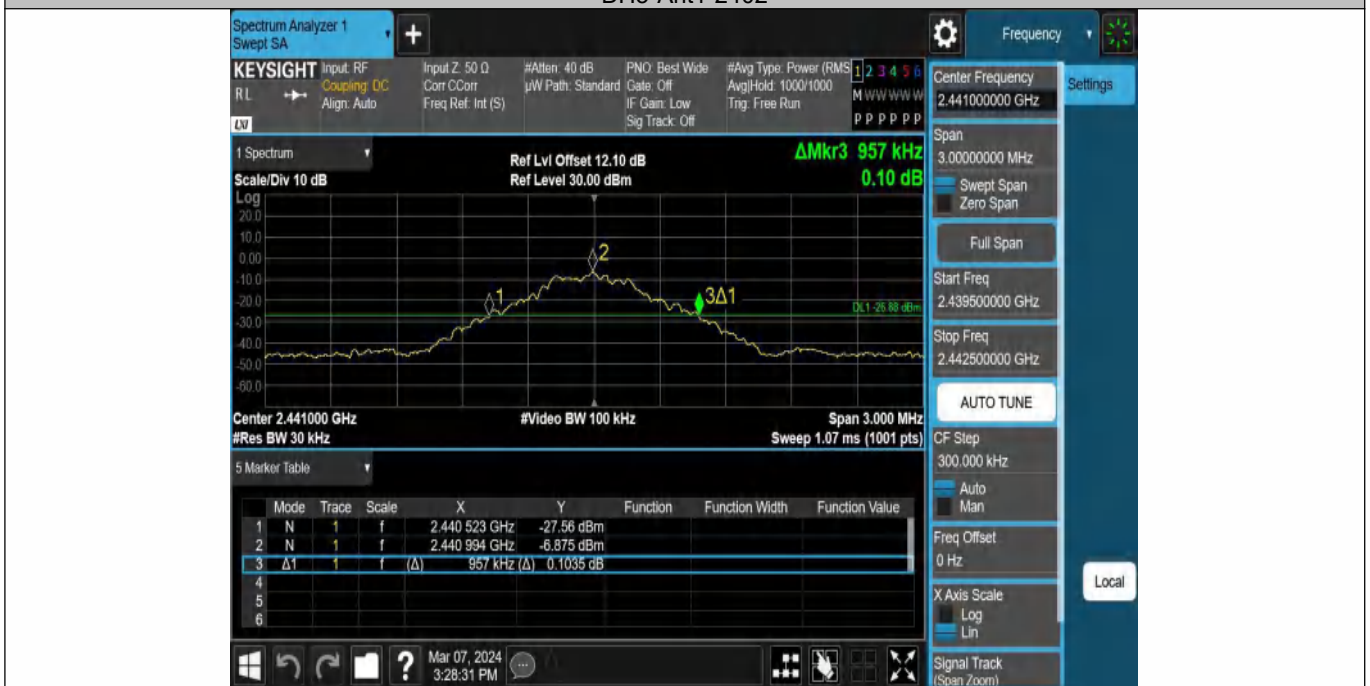 Spectrum Analyzer 1
Swept SA
+
Frequency
KEYSIGHT
RL
LXI
Input: RF
Coupling: DC
Align: Auto
Input Z: 50 Ω
Corr CCorr
Freq Ref: Int (S)
#Atten: 40 dB
µW Path: Standard
PNO: Best Wide
Gate: Off
IF Gain: Low
Sig Track: Off
#Avg Type: Power (RMS
Avg|Hold: 1000/1000
Trig: Free Run
1 2 3 4 5 6
M W W W W W
P P P P P P
Center Frequency
2.441000000 GHz
Settings
Span
3.00000000 MHz
Swept Span
Zero Span
Full Span
Start Freq
2.439500000 GHz
Stop Freq
2.442500000 GHz
AUTO TUNE
CF Step
300.000 kHz
Auto
Man
Freq Offset
0 Hz
X Axis Scale
Log
Lin
Signal Track
(Span Zoom)
Local
1 Spectrum
Scale/Div 10 dB
Log
Ref Lvl Offset 12.10 dB
Ref Level 30.00 dBm
ΔMkr3 957 kHz
0.10 dB
20.0
10.0
0.00
-10.0
-20.0
-30.0
-40.0
-50.0
-60.0
1
2
3Δ1
DL1 -26.88 dBm
Center 2.441000 GHz
#Res BW 30 kHz
#Video BW 100 kHz
Span 3.000 MHz
Sweep 1.07 ms (1001 pts)
5 Marker Table
Mode Trace Scale X Y Function Function Width Function Value
1 N 1 f 2.440 523 GHz -27.56 dBm
2 N 1 f 2.440 994 GHz -6.875 dBm
3 Δ1 1 f (Δ) 957 kHz (Δ) 0.1035 dB
4
5
6
?
Mar 07, 2024
3:28:31 PM